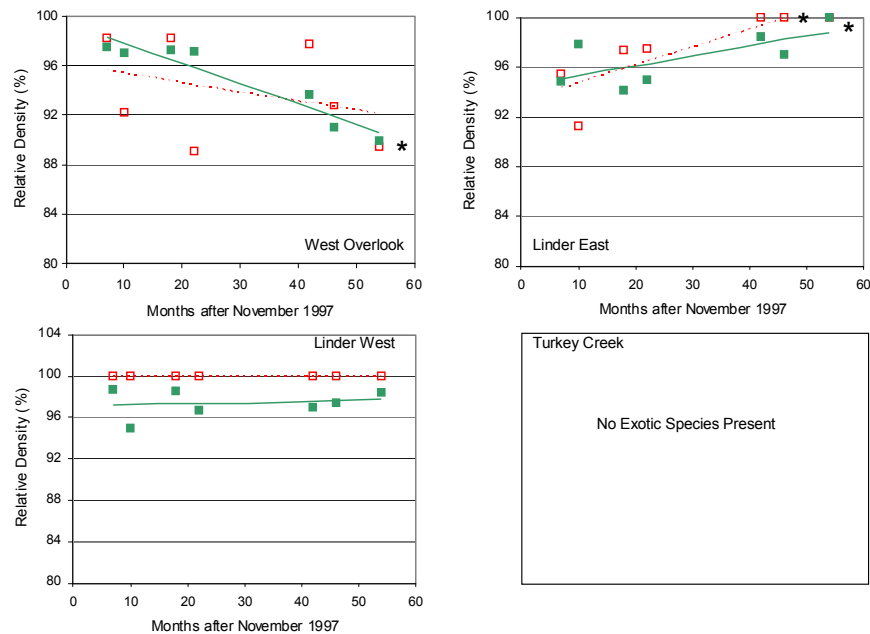 100
96
92
88
84
80
Relative Density (%)
West Overlook
*
0 10 20 30 40 50 60
Months after November 1997
100
96
92
88
84
80
Relative Density (%)
Linder East
*
*
0 10 20 30 40 50 60
Months after November 1997
104
100
96
92
88
84
80
Relative Density (%)
Linder West
0 10 20 30 40 50 60
Months after November 1997
Turkey Creek
No Exotic Species Present